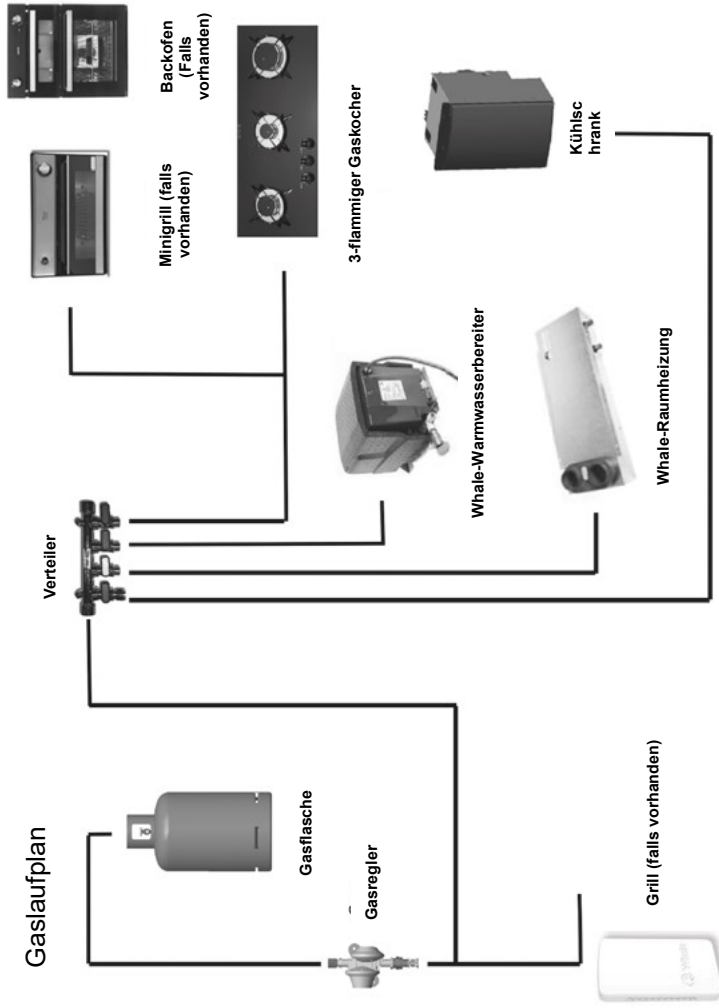 Gaslaufplan
Gasflasche
Gasregler
Grill (falls vorhanden)
Verteiler
Minigrill (falls
vorhanden)
Backofen
(Falls
vorhanden)
3-flammiger Gaskocher
Whale-Warmwasserbereiter
Whale-Raumheizung
Kühlsc
hrank
Whale